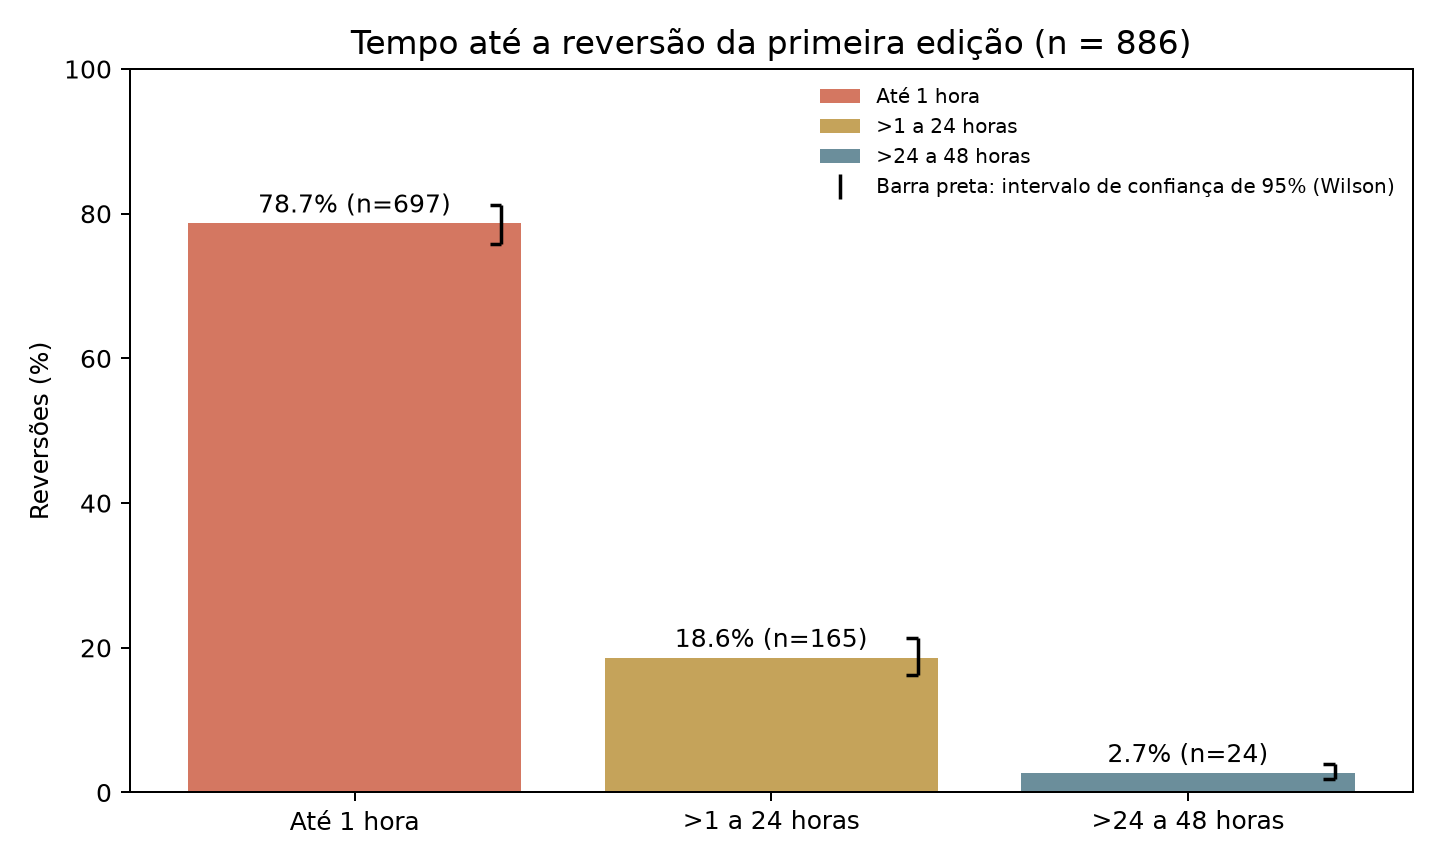 Tempo até a reversão da primeira edição (n = 886)
Reversões (%)
100
80
60
40
20
0
Até 1 hora
>1 a 24 horas
>24 a 48 horas
Barra preta: intervalo de confiança de 95% (Wilson)
78.7% (n=697)
18.6% (n=165)
2.7% (n=24)
Até 1 hora
>1 a 24 horas
>24 a 48 horas